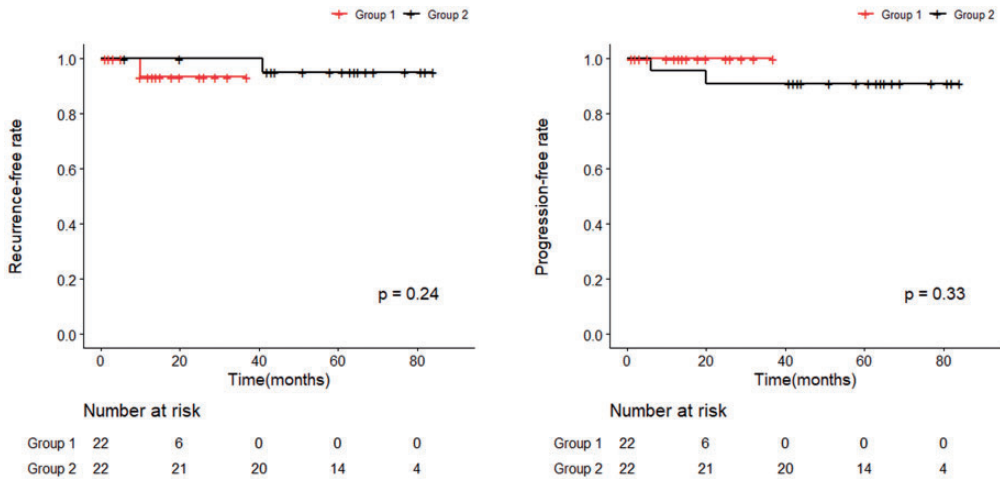 Group 1 Group 2
1.0
0.8
0.6
0.4
0.2
0.0
Recurrence-free rate
p = 0.24
0 20 40 60 80
Time(months)
Number at risk
Group 1 22 6 0 0 0
Group 2 22 21 20 14 4
Group 1 Group 2
1.0
0.8
0.6
0.4
0.2
0.0
Progression-free rate
p = 0.33
0 20 40 60 80
Time(months)
Number at risk
Group 1 22 6 0 0 0
Group 2 22 21 20 14 4